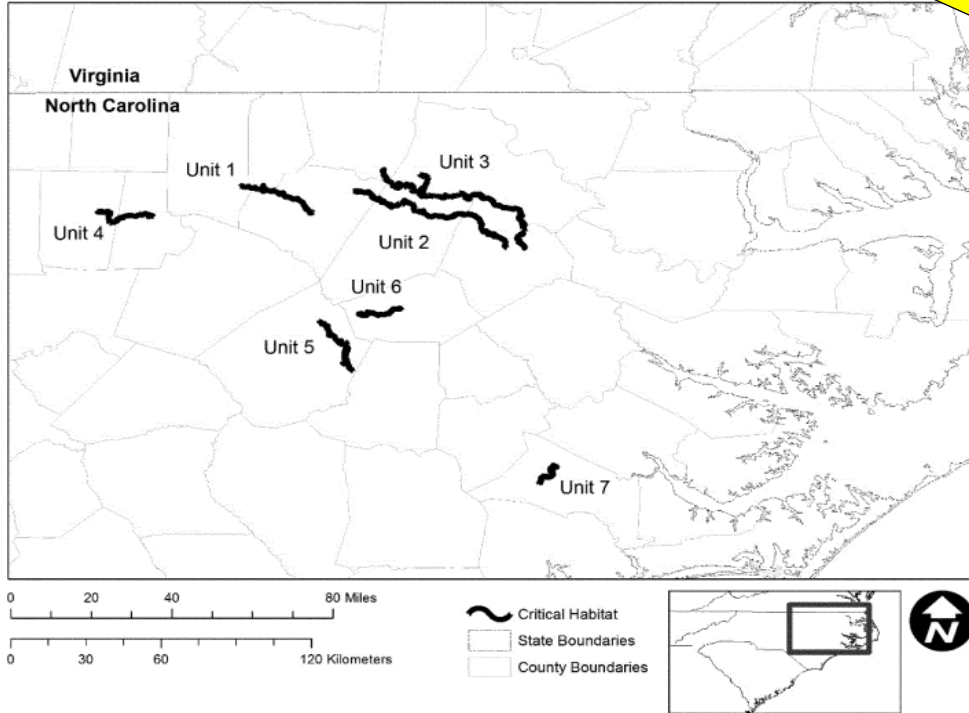 Virginia
North Carolina
Unit 1
Unit 3
Unit 4
Unit 2
Unit 6
Unit 5
Unit 7
0 20 40 80 Miles
0 30 60 120 Kilometers
Critical Habitat
State Boundaries
County Boundaries
N